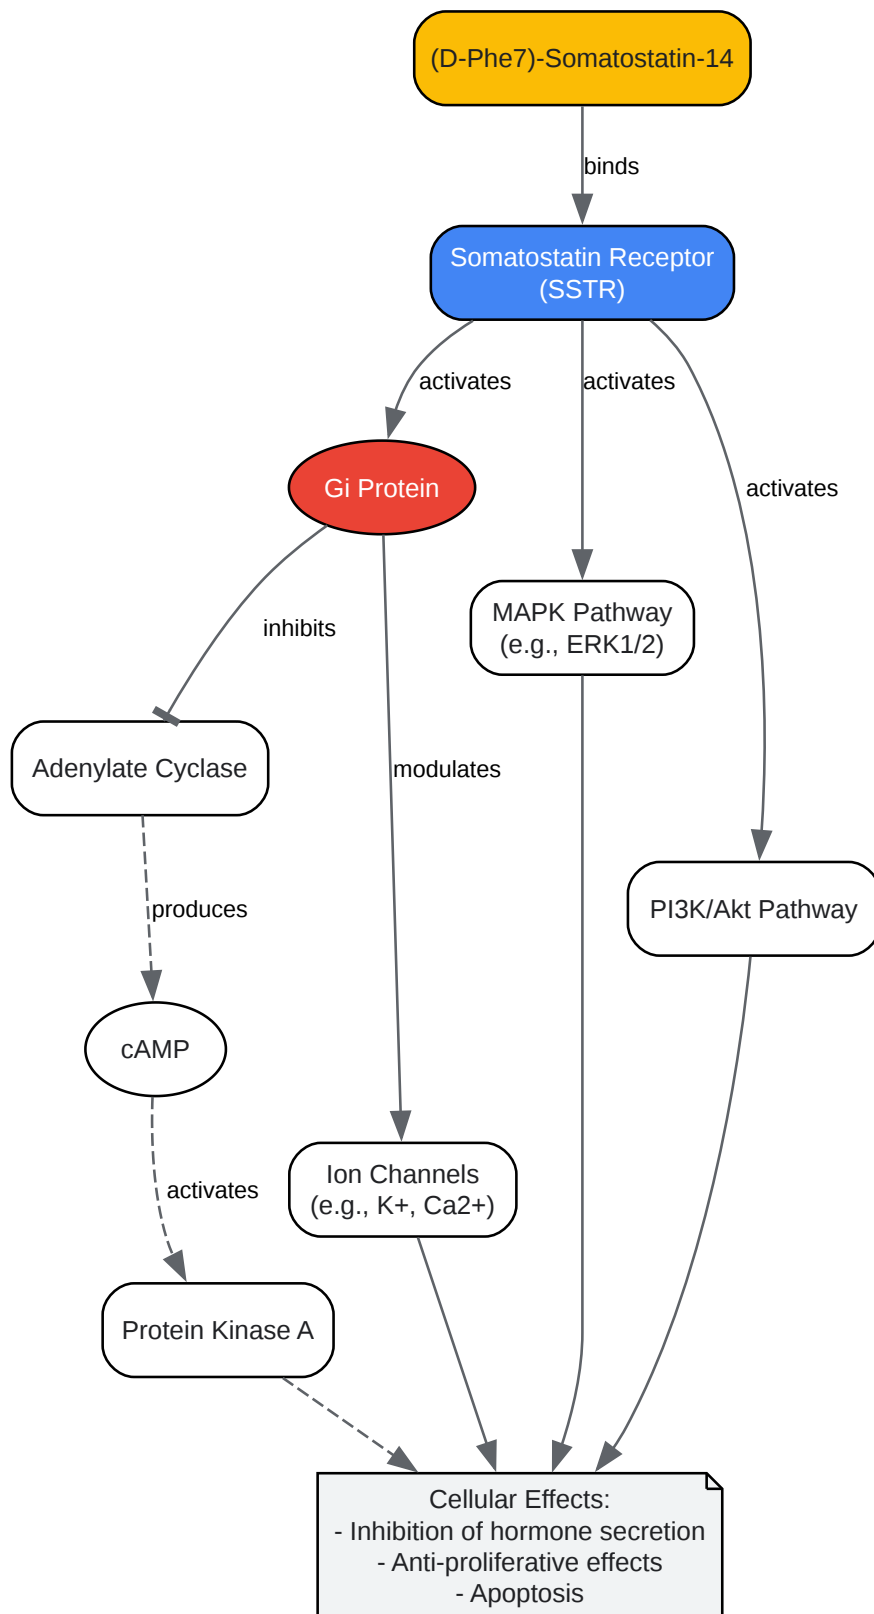 (D-Phe7)-Somatostatin-14
binds
Somatostatin Receptor
(SSTR)
activates
activates
activates
Gi Protein
inhibits
MAPK Pathway
(e.g., ERK1/2)
Adenylate Cyclase
modulates
produces
PI3K/Akt Pathway
cAMP
activates
Ion Channels
(e.g., K+, Ca2+)
Protein Kinase A
Cellular Effects:
- Inhibition of hormone secretion
- Anti-proliferative effects
- Apoptosis